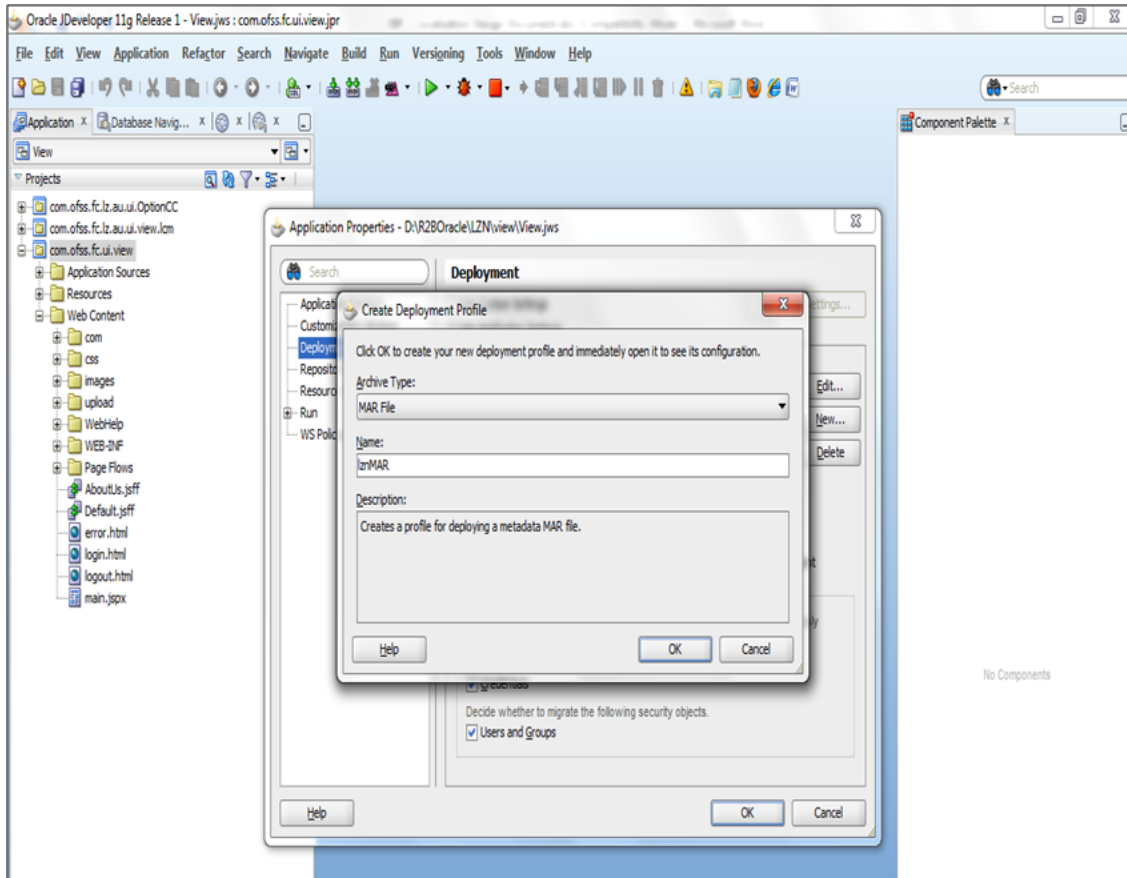 Oracle JDeveloper 11g Release 1 - View.jws : com.ofss.fc.ui.view.jpr
File Edit View Application Refactor Search Navigate Build Run Versioning Tools Window Help
Search
Application x Database Navig... x x x
Component Palette x
View
Projects
com.ofss.fc.lz.au.ui.OptionCC
com.ofss.fc.lz.au.ui.view.lcm
com.ofss.fc.ui.view
Application Sources
Resources
Web Content
com
css
images
upload
WebHelp
WEB-INF
Page Flows
AboutUs.jsff
Default.jsff
error.html
login.html
logout.html
main.jspx
Application Properties - D:\R2BOracle\LZN\view\View.jws
Search
Deployment
Applicat
Customi
Deploym
Reposito
Resourc
Run
WS Polic
Edit...
New...
Delete
Create Deployment Profile
Click OK to create your new deployment profile and immediately open it to see its configuration.
Archive Type:
MAR File
Name:
lznMAR
Description:
Creates a profile for deploying a metadata MAR file.
Help OK Cancel
Credentials
Decide whether to migrate the following security objects.
Users and Groups
Help OK Cancel
No Components